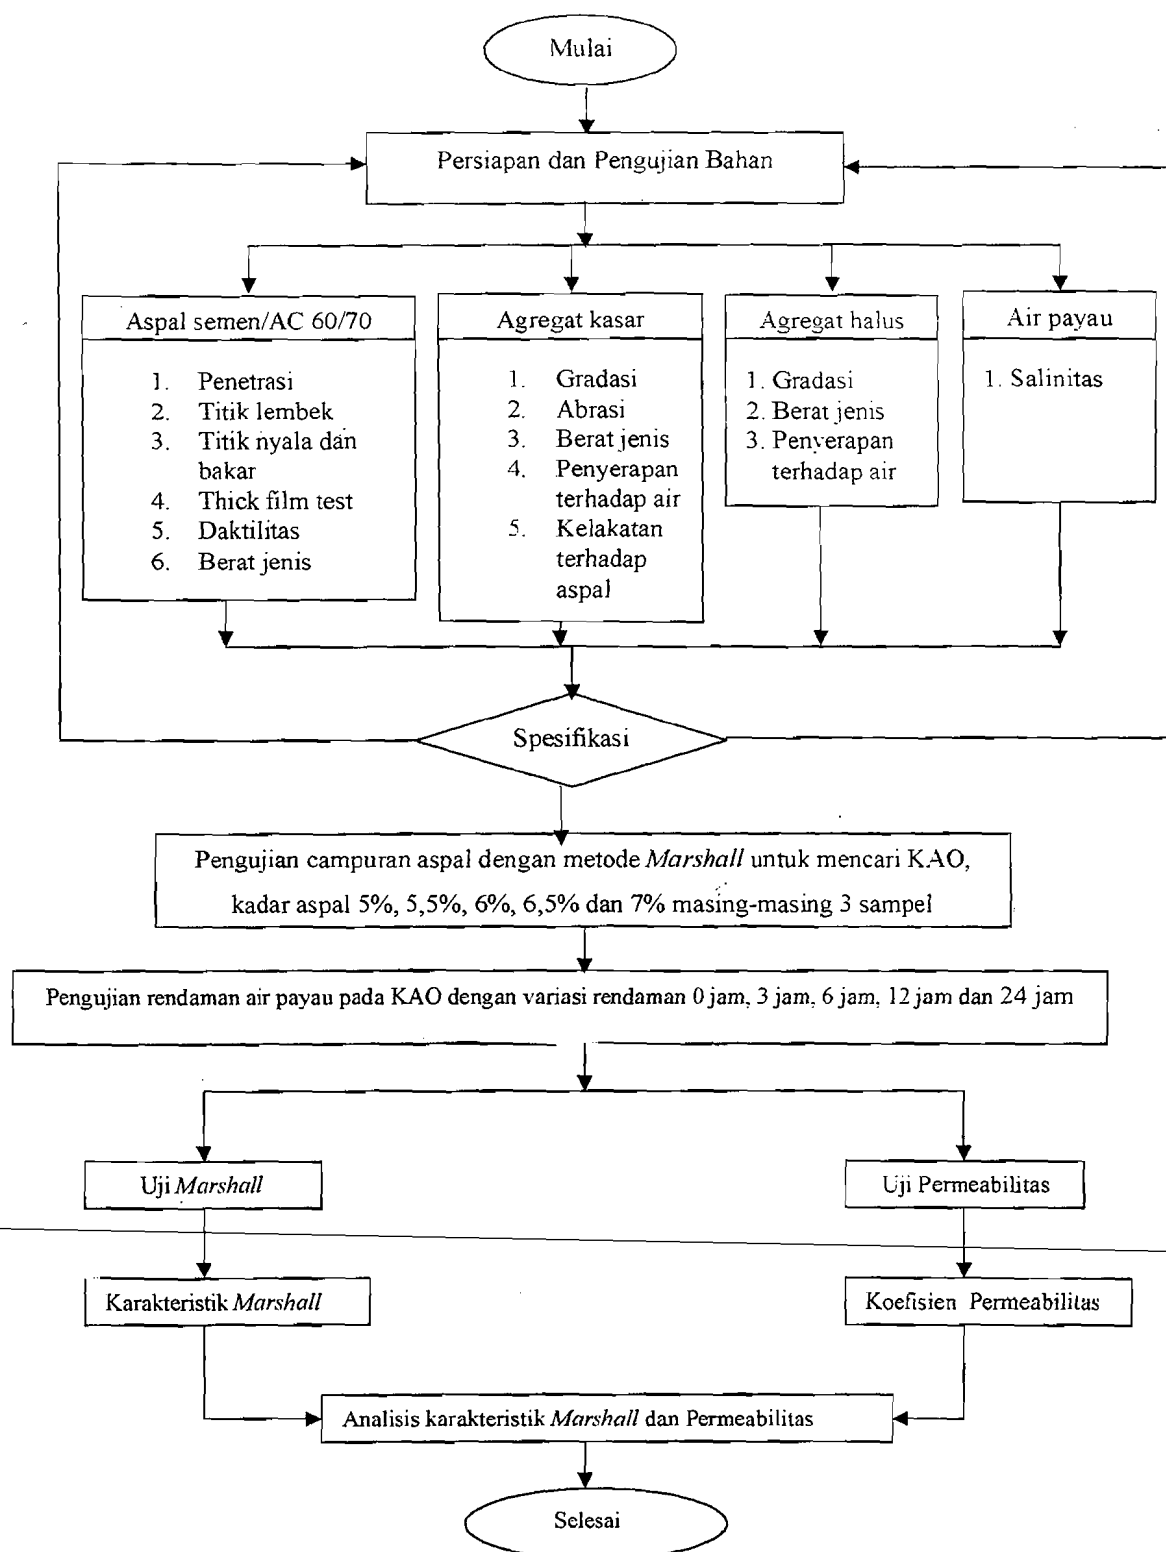 Mulai
Persiapan dan Pengujian Bahan
Aspal semen/AC 60/70
1. Penetrasi
2. Titik lembek
3. Titik nyala dan
bakar
4. Thick film test
5. Daktilitas
6. Berat jenis
Agregat kasar
1. Gradasi
2. Abrasi
3. Berat jenis
4. Penyerapan
terhadap air
5. Kelakatan
terhadap
aspal
Agregat halus
1. Gradasi
2. Berat jenis
3. Penyerapan
terhadap air
Air payau
1. Salinitas
Spesifikasi
Pengujian campuran aspal dengan metode Marshall untuk mencari KAO,
kadar aspal 5%, 5,5%, 6%, 6,5% dan 7% masing-masing 3 sampel
Pengujian rendaman air payau pada KAO dengan variasi rendaman 0 jam, 3 jam, 6 jam, 12 jam dan 24 jam
Uji Marshall
Uji Permeabilitas
Karakteristik Marshall
Koefisien Permeabilitas
Analisis karakteristik Marshall dan Permeabilitas
Selesai